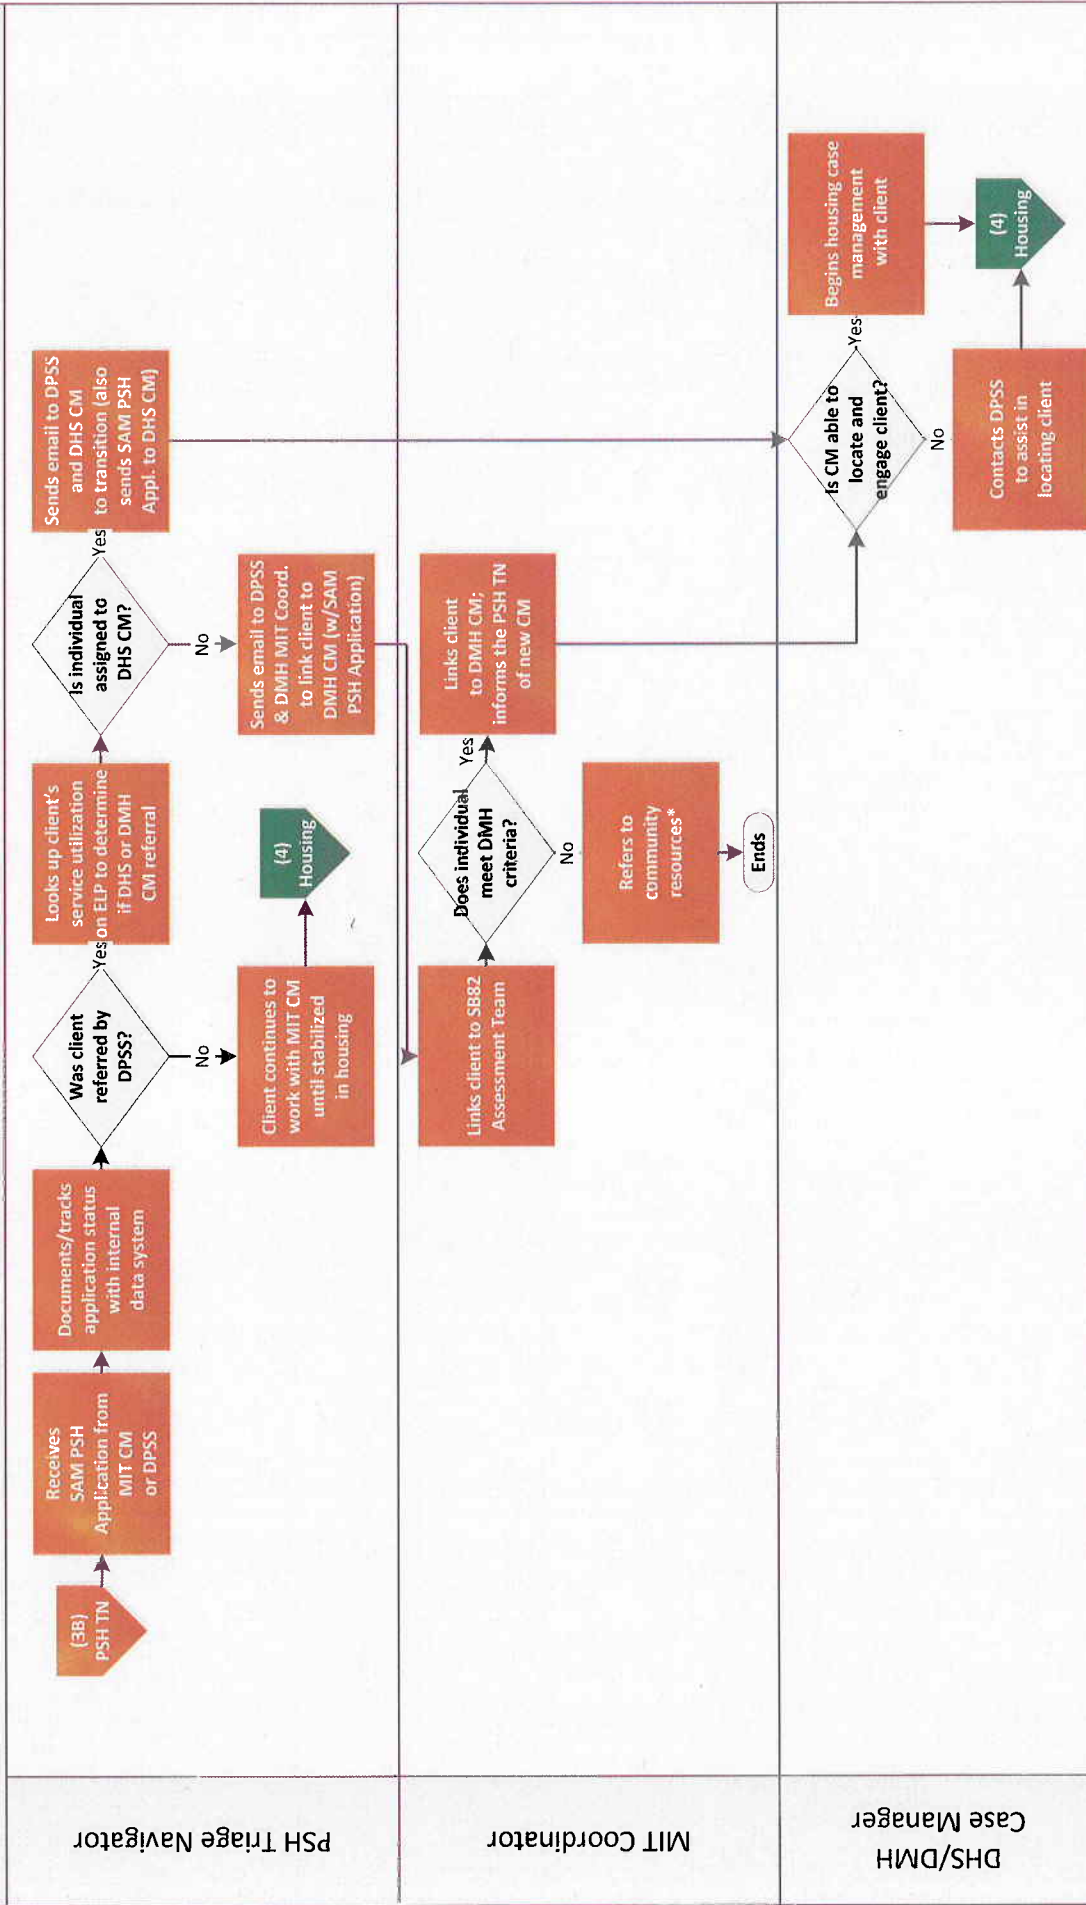 PSH Triage Navigator
(3B)
PSH TN
Receives
SAM PSH
Application from
MIT CM
or DPSS
Documents/tracks
application status
with internal
data system
Was client
referred by
DPSS?
Yes
No
Looks up client's
service utilization
on ELP to determine
if DHS or DMH
CM referral
Is individual
assigned to
DHS CM?
Yes
No
Sends email to DPSS
and DHS CM
to transition (also
sends SAM PSH
Appl. to DHS CM)
Client continues to
work with MIT CM
until stabilized
in housing
(4)
Housing
Sends email to DPSS
& DMH MIT Coord.
to link client to
DMH CM (w/SAM
PSH Application)
MIT Coordinator
Links client to SB82
Assessment Team
Does individual
meet DMH
criteria?
Yes
No
Links client
to DMH CM;
informs the PSH TN
of new CM
Refers to
community
resources*
Ends
DHS/DMH
Case Manager
Is CM able to
locate and
engage client?
Yes
No
Begins housing case
management
with client
Contacts DPSS
to assist in
locating client
(4)
Housing